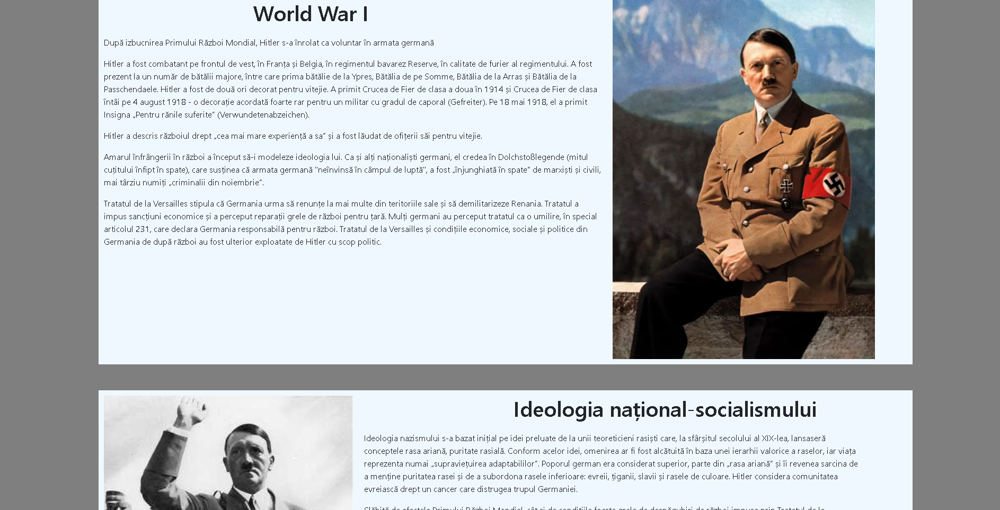 World War I
După izbucnirea Primului Război Mondial, Hitler s-a înrolat ca voluntar în armata germană
Hitler a fost combatant pe frontul de vest, în Franța și Belgia, în regimentul bavarez Reserve, în calitate de furier al regimentului. A fost
prezent la un număr de bătălii majore, între care prima bătălie de la Ypres, Bătălia de pe Somme, Bătălia de la Arras și Bătălia de la
Passchendaele. Hitler a fost de două ori decorat pentru vitejie. A primit Crucea de Fier de clasa a doua în 1914 și Crucea de Fier de clasa
întâi pe 4 august 1918 - o decorație acordată foarte rar pentru un militar cu gradul de caporal (Gefreiter). Pe 18 mai 1918, el a primit
Insigna „Pentru rănile suferite” (Verwundetenabzeichen).
Hitler a descris războiul drept „cea mai mare experiență a sa” și a fost lăudat de ofițerii săi pentru vitejie.
Amarul înfrângerii în război a început să-i modeleze ideologia lui. Ca și alți naționaliști germani, el credea în Dolchstoßlegende (mitul
cuțitului înfipt în spate), care susținea că armata germană "neînvinsă în câmpul de luptă", a fost „înjunghiată în spate” de marxiști și civili,
mai târziu numiți „criminalii din noiembrie”.
Tratatul de la Versailles stipula că Germania urma să renunțe la mai multe din teritoriile sale și să demilitarizeze Renania. Tratatul a
impus sancțiuni economice și a perceput reparații grele de război pentru țară. Mulți germani au perceput tratatul ca o umilire, în special
articolul 231, care declara Germania responsabilă pentru război. Tratatul de la Versailles și condițiile economice, sociale și politice din
Germania de după război au fost ulterior exploatate de Hitler cu scop politic.
Ideologia național-socialismului
Ideologia nazismului s-a bazat inițial pe idei preluate de la unii teoreticieni rasiști care, la sfârșitul secolului al XIX-lea, lansaseră
conceptele rasa ariană, puritate rasială. Conform acelor idei, omenirea ar fi fost alcătuită în baza unei ierarhii valorice a raselor, iar viața
reprezenta numai „supraviețuirea adaptabililor”. Poporul german era considerat superior, parte din „rasa ariană” și îi revenea sarcina de
a menține puritatea rasei și de a subordona rasele inferioare: evreii, țiganii, slavii și rasele de culoare. Hitler considera comunitatea
evreiască drept un cancer care distrugea trupul Germaniei.
Slăbită de efectele Primului Război Mondial, cât și de condițiile foarte grele de despăgubiri de război impuse prin Tratatul de la